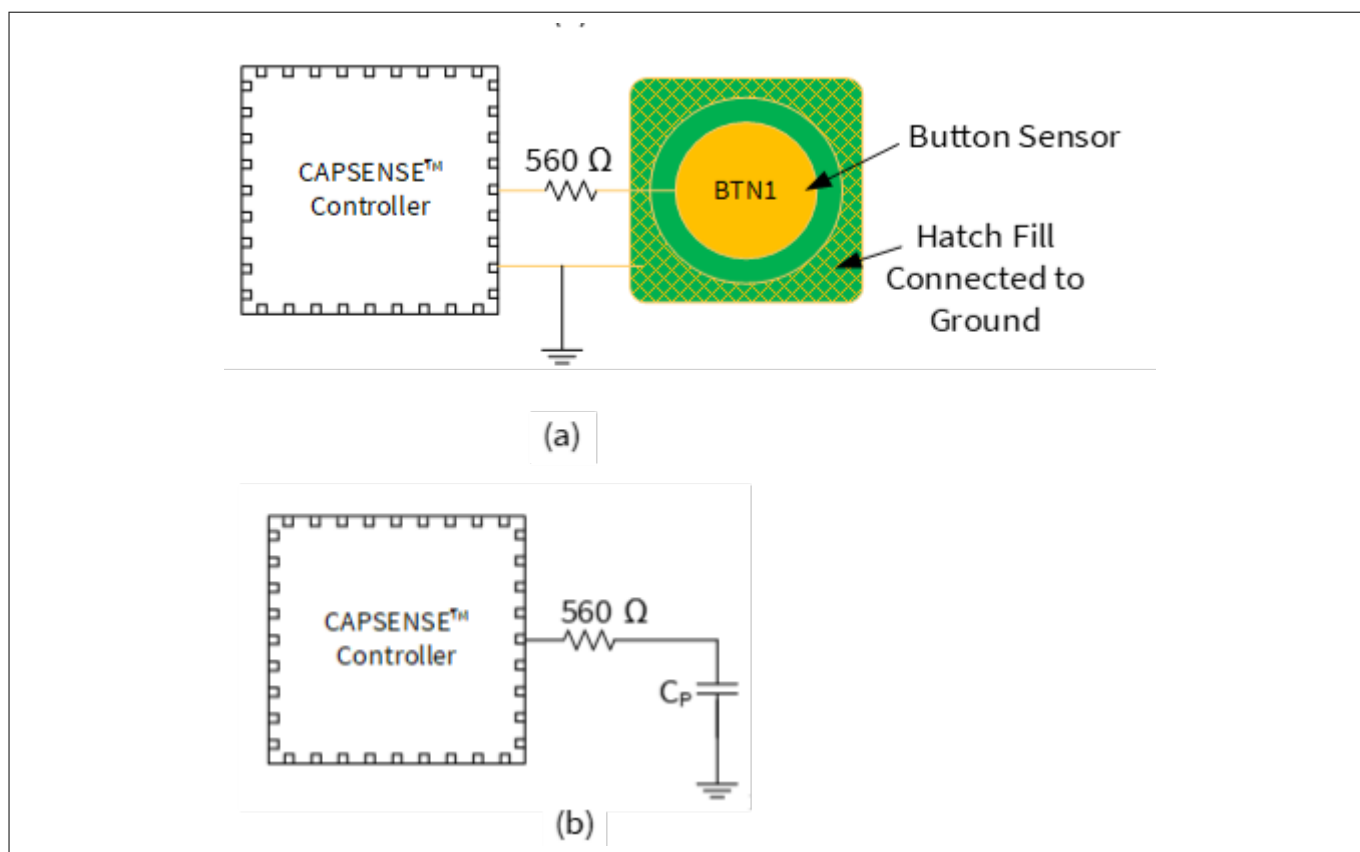 CAPSENSE™
Controller
560 Ω
BTN1
Button Sensor
Hatch Fill
Connected to
Ground
(a)
CAPSENSE™
Controller
560 Ω
CP
(b)